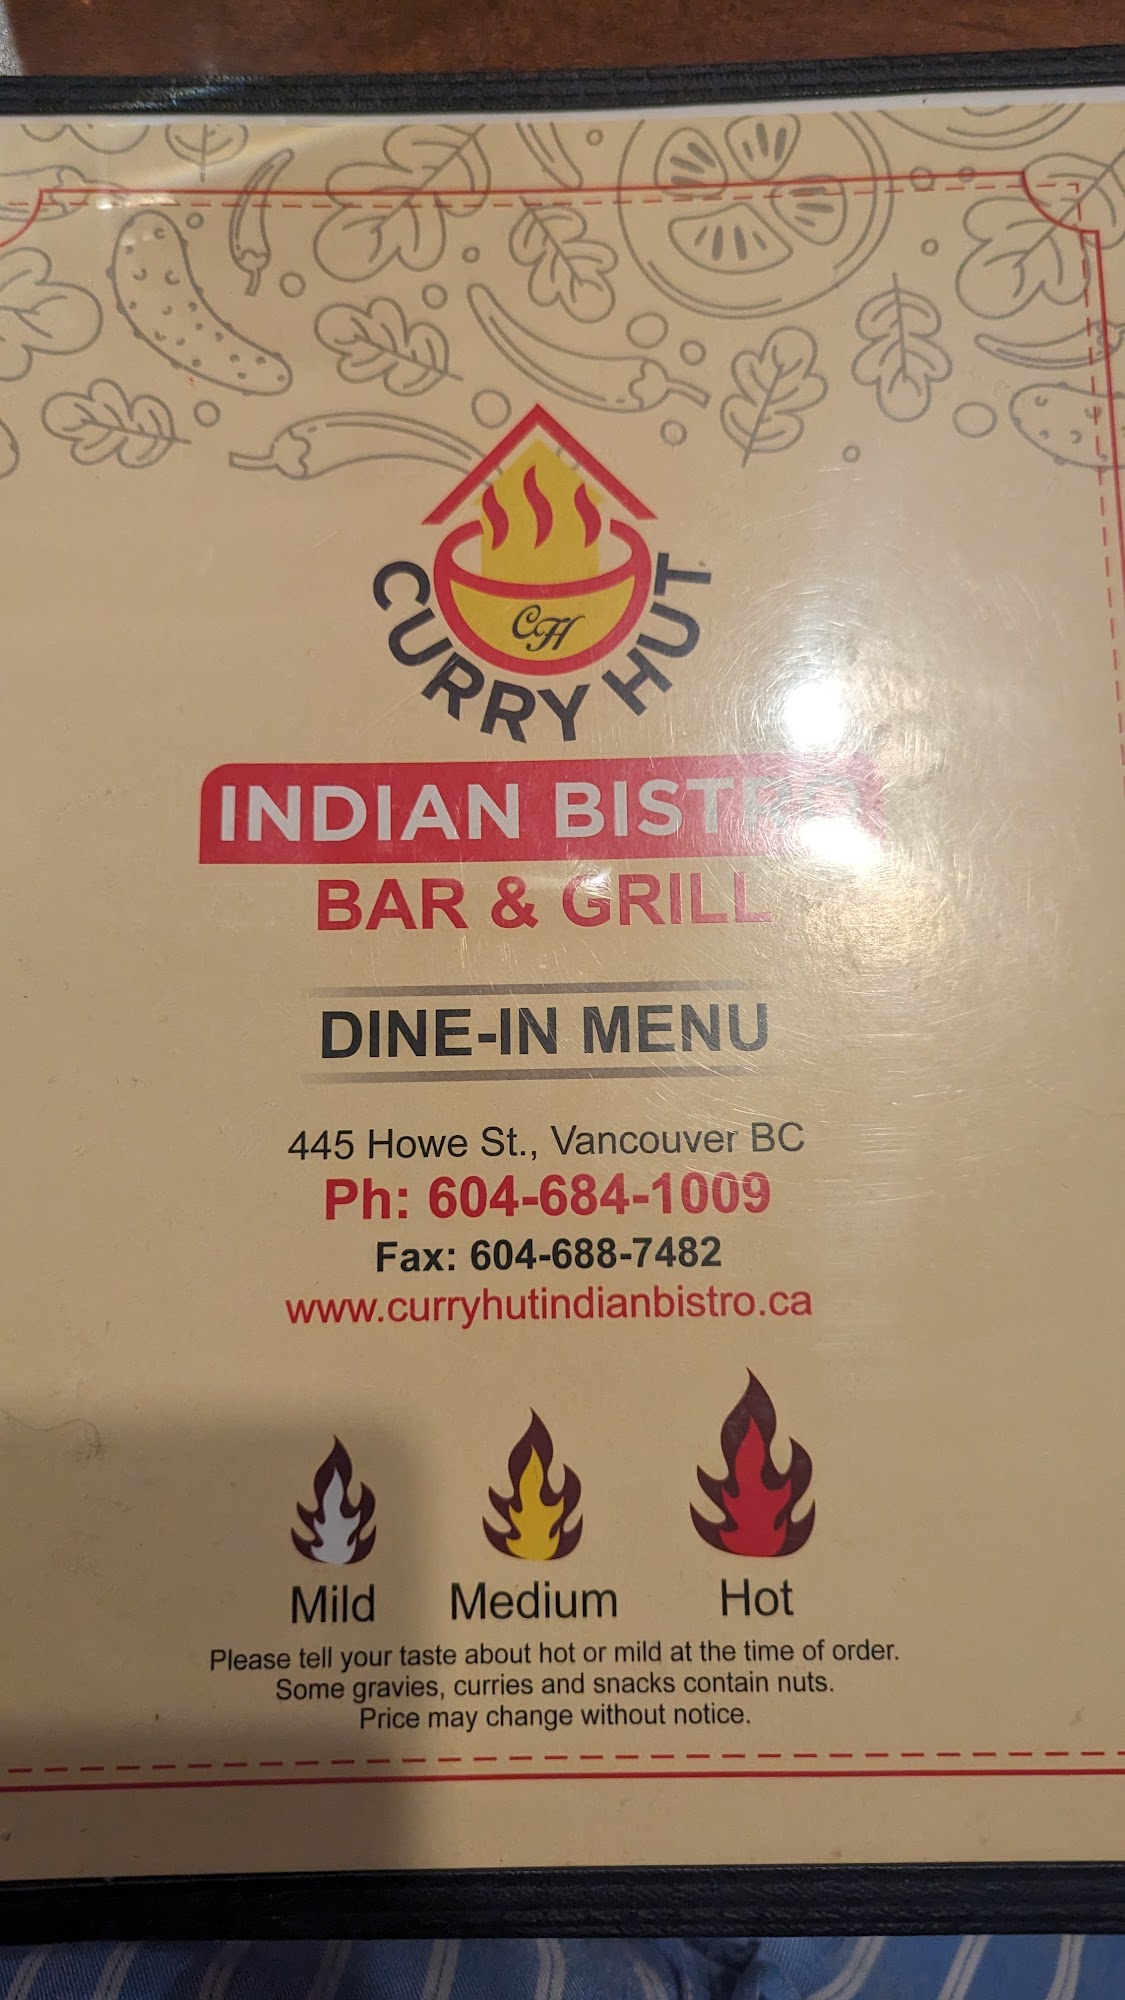 CH
CURRY HUT
INDIAN BISTRO
BAR & GRILL
DINE-IN MENU
445 Howe St., Vancouver BC
Ph: 604-684-1009
Fax: 604-688-7482
www.curryhutindianbistro.ca
Mild Medium Hot
Please tell your taste about hot or mild at the time of order.
Some gravies, curries and snacks contain nuts.
Price may change without notice.